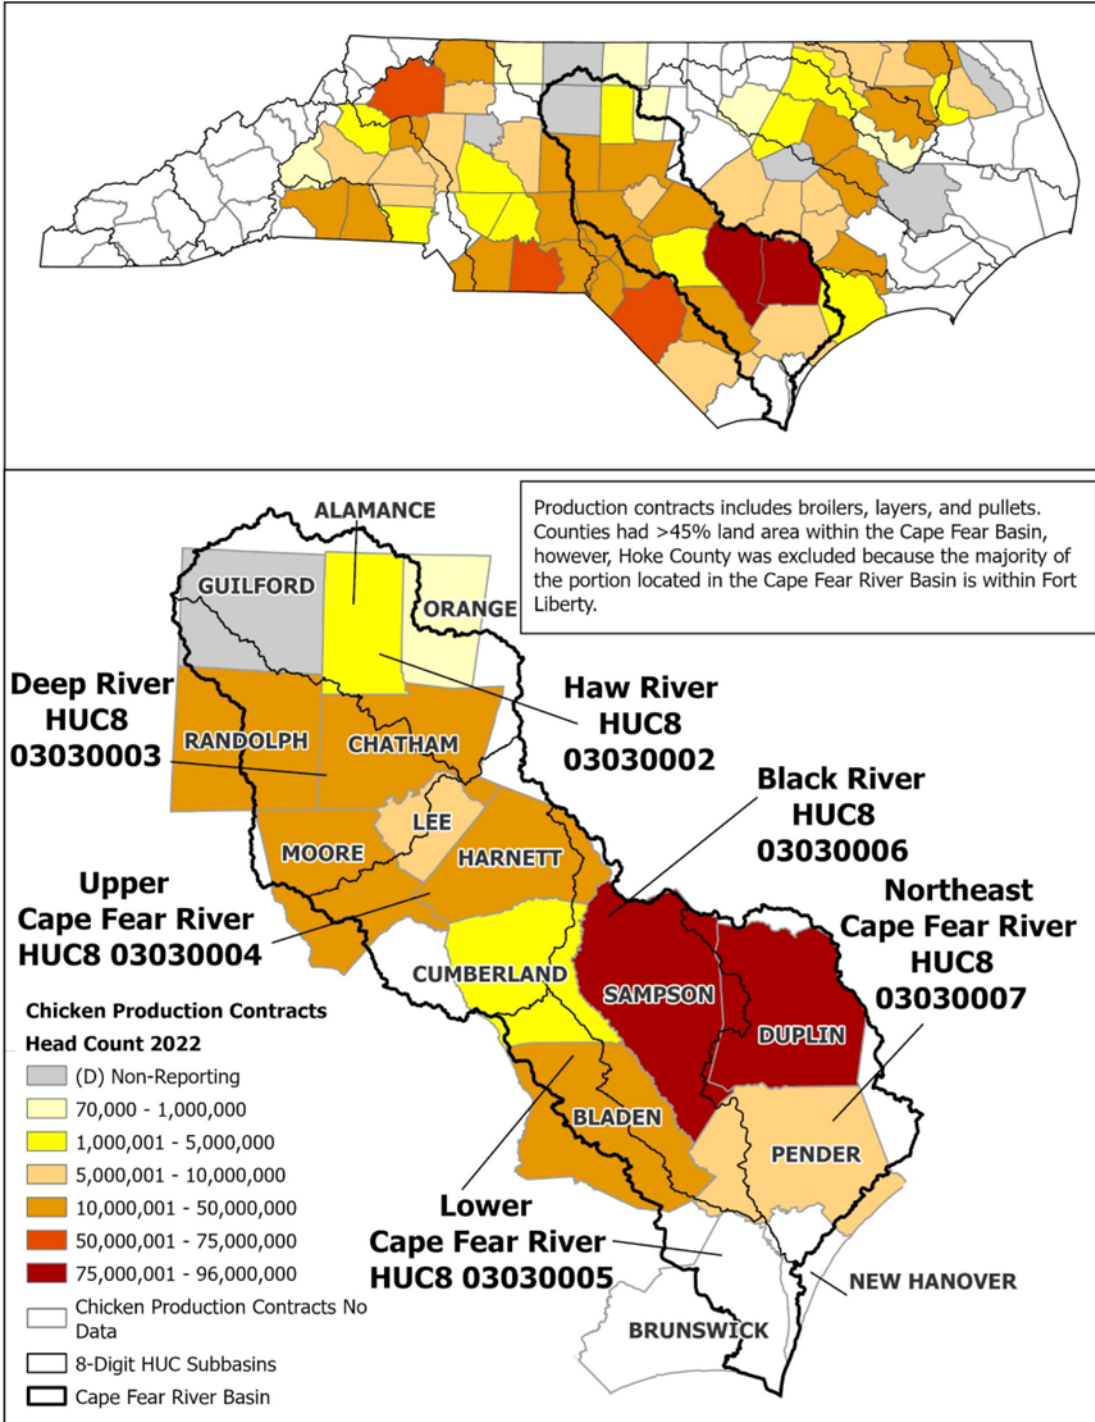 Production contracts includes broilers, layers, and pullets.
Counties had >45% land area within the Cape Fear Basin,
however, Hoke County was excluded because the majority of
the portion located in the Cape Fear River Basin is within Fort
Liberty.
ALAMANCE
GUILFORD
ORANGE
Deep River
HUC8
03030003
Haw River
HUC8
03030002
RANDOLPH
CHATHAM
LEE
MOORE
HARNETT
Black River
HUC8
03030006
Upper
Cape Fear River
HUC8 03030004
Northeast
Cape Fear River
HUC8
03030007
CUMBERLAND
SAMPSON
DUPLIN
BLADEN
PENDER
Lower
Cape Fear River
HUC8 03030005
NEW HANOVER
BRUNSWICK
Chicken Production Contracts
Head Count 2022
(D) Non-Reporting
70,000 - 1,000,000
1,000,001 - 5,000,000
5,000,001 - 10,000,000
10,000,001 - 50,000,000
50,000,001 - 75,000,000
75,000,001 - 96,000,000
Chicken Production Contracts No
Data
8-Digit HUC Subbasins
Cape Fear River Basin